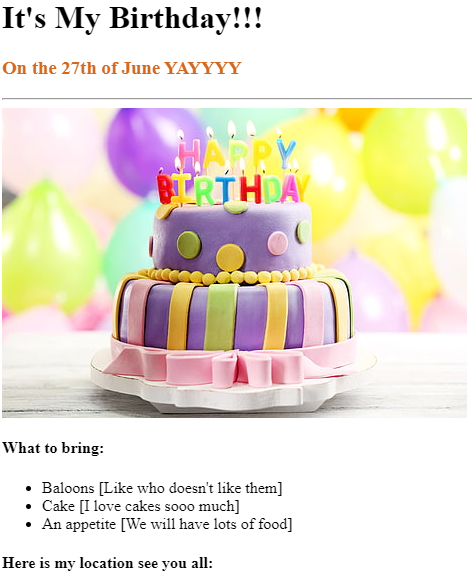 It's My Birthday!!!
On the 27th of June YAYYYY
HAPPY
BIRTHDAY
What to bring:
Baloons [Like who doesn't like them]
Cake [I love cakes sooo much]
An appetite [We will have lots of food]
Here is my location see you all: